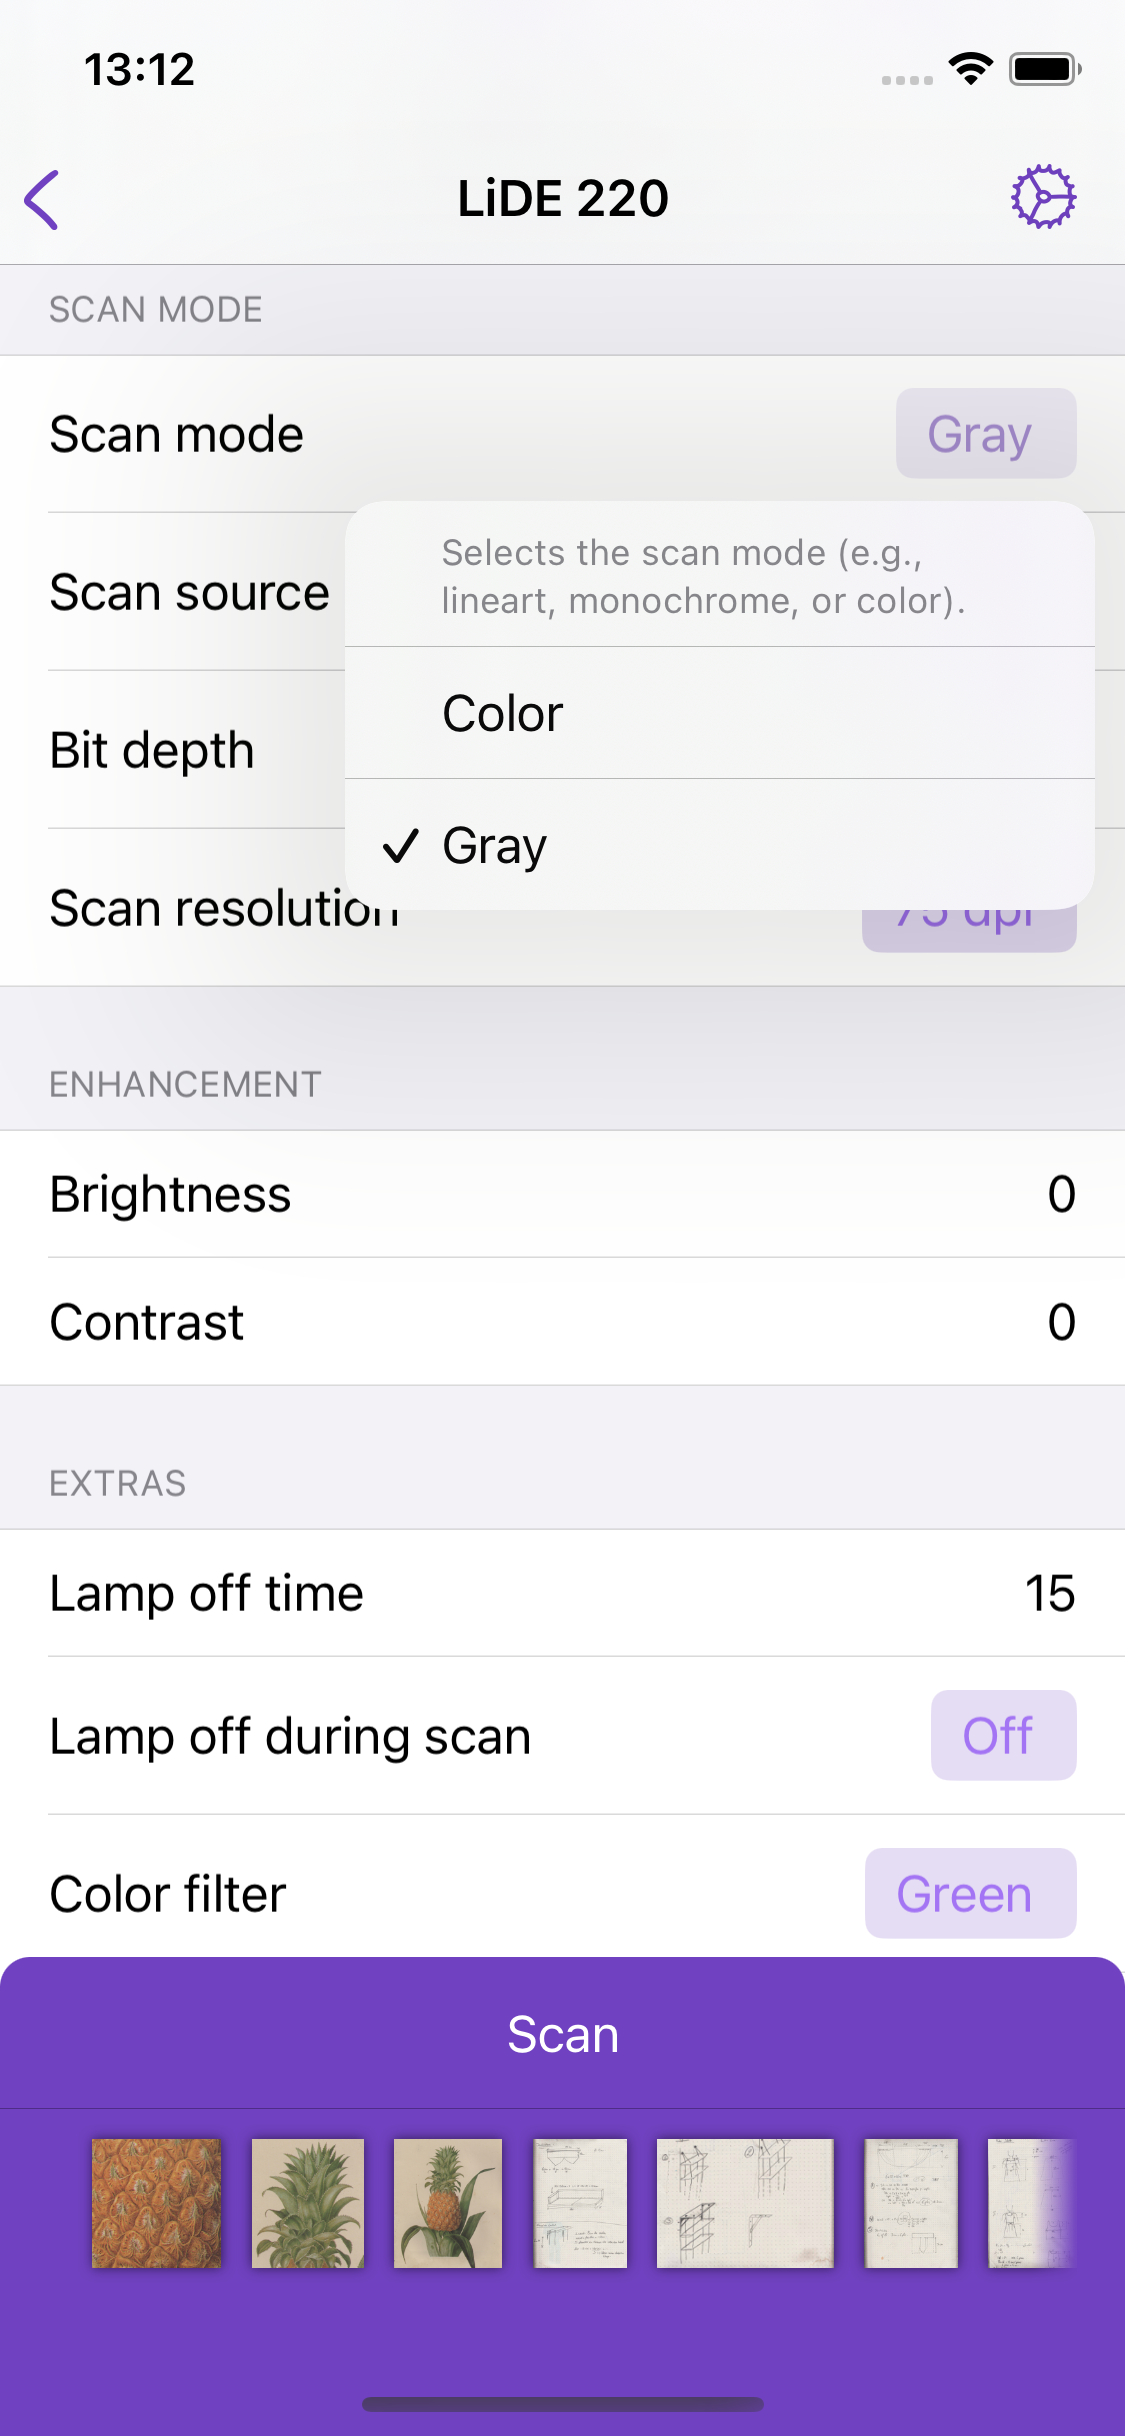 13:12
LiDE 220
SCAN MODE
Scan mode
Gray
Scan source
Selects the scan mode (e.g.,
lineart, monochrome, or color).
Color
Bit depth
✓ Gray
Scan resolution
75 dpi
ENHANCEMENT
Brightness 0
Contrast 0
EXTRAS
Lamp off time 15
Lamp off during scan Off
Color filter Green
Scan